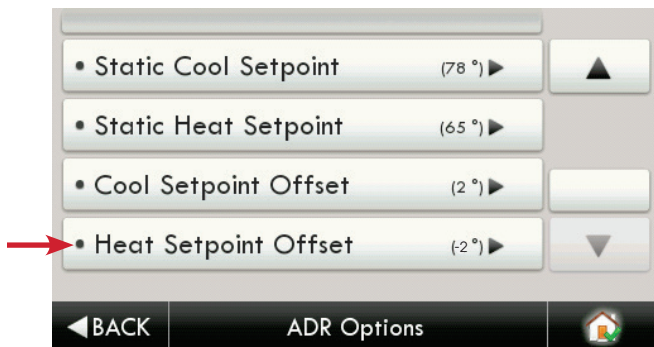 • Static Cool Setpoint (78 °)▶
• Static Heat Setpoint (65 °)▶
• Cool Setpoint Offset (2 °)▶
• Heat Setpoint Offset (-2 °)▶
◀BACK ADR Options